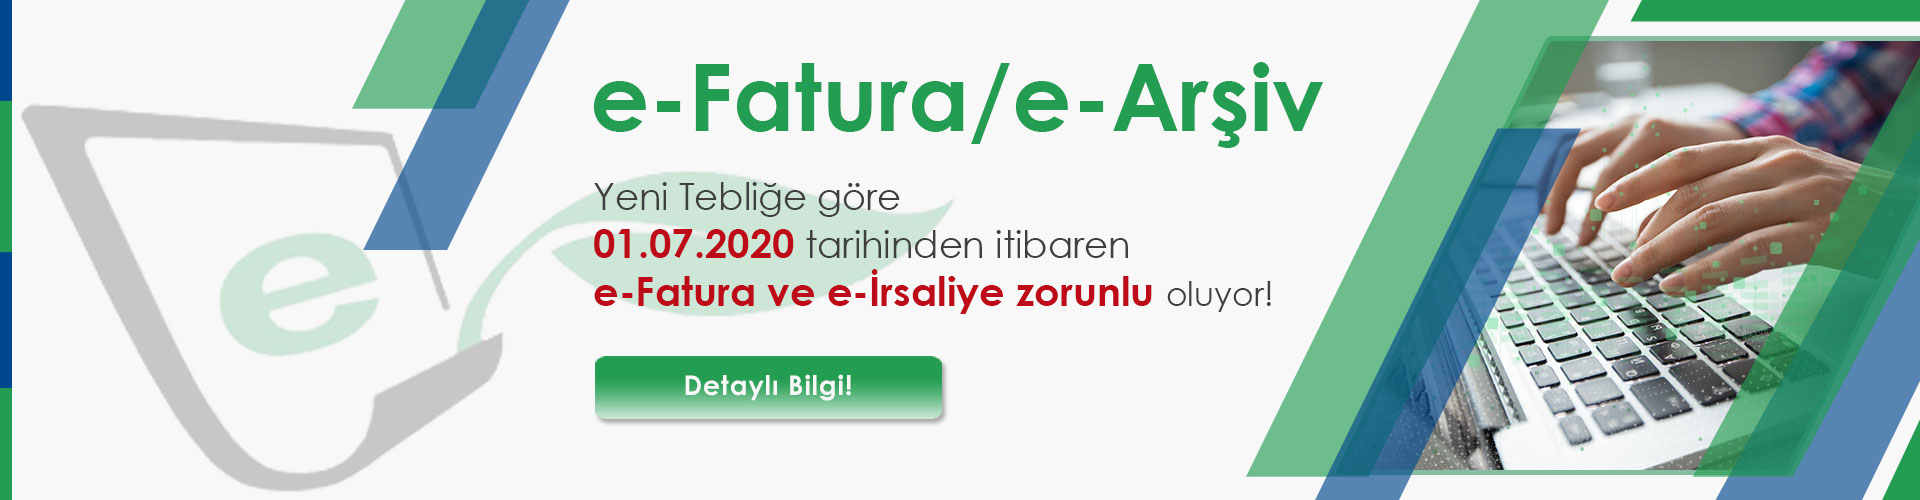 e-Fatura/e-Arşiv
Yeni Tebliğe göre
01.07.2020 tarihinden itibaren
e-Fatura ve e-İrsaliye zorunlu oluyor!
Detaylı Bilgi!
e